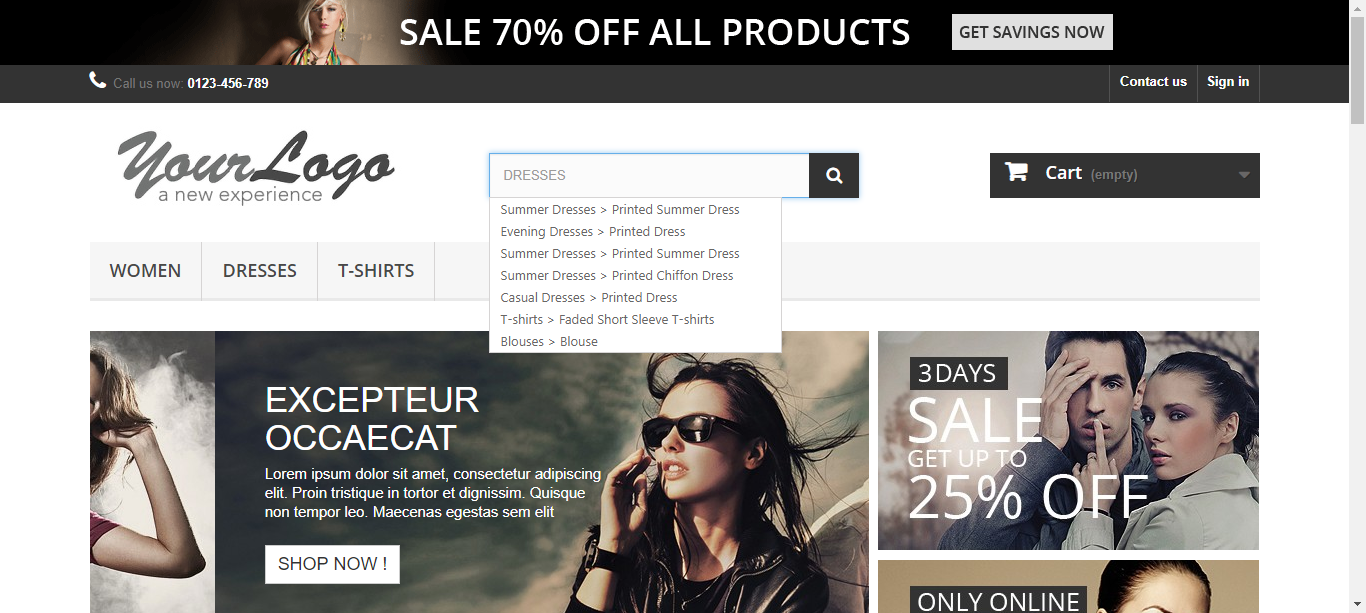 SALE 70% OFF ALL PRODUCTS
GET SAVINGS NOW
Call us now: 0123-456-789
Contact us
Sign in
YourLogo
a new experience
DRESSES
Cart (empty)
Summer Dresses > Printed Summer Dress
Evening Dresses > Printed Dress
Summer Dresses > Printed Summer Dress
Summer Dresses > Printed Chiffon Dress
Casual Dresses > Printed Dress
T-shirts > Faded Short Sleeve T-shirts
Blouses > Blouse
WOMEN
DRESSES
T-SHIRTS
EXCEPTEUR
OCCAECAT
Lorem ipsum dolor sit amet, consectetur adipiscing
elit. Proin tristique in tortor et dignissim. Quisque
non tempor leo. Maecenas egestas sem elit
SHOP NOW !
3 DAYS
SALE
GET UP TO
25% OFF
ONLY ONLINE